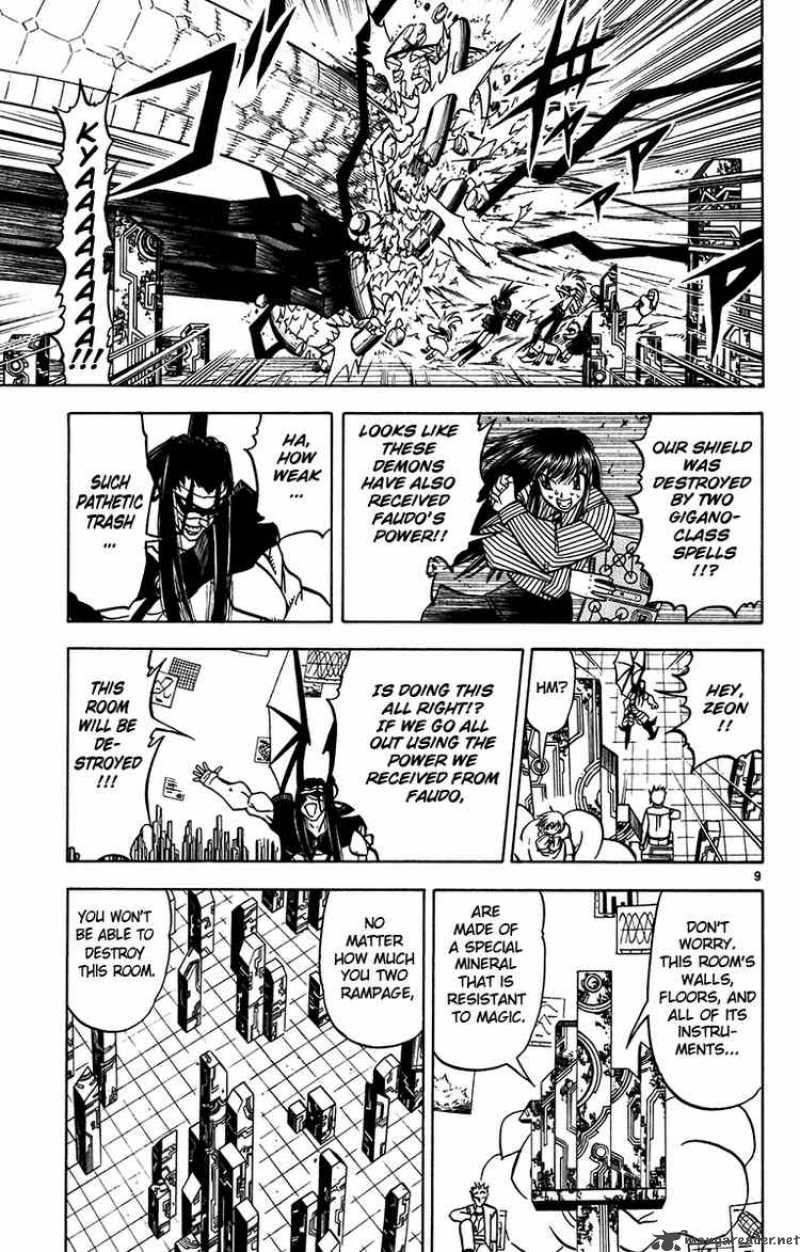 KYAAAAAAAA!!!
OUR SHIELD
WAS
DESTROYED
BY TWO
GIGANO-
CLASS
SPELLS
!!?
LOOKS LIKE
THESE
DEMONS
HAVE ALSO
RECEIVED
FAUDO'S
POWER!!
HA,
HOW
WEAK
...
SUCH
PATHETIC
TRASH
...
HEY,
ZEON
!!
HM?
IS DOING THIS
ALL RIGHT!?
IF WE GO ALL
OUT USING THE
POWER WE
RECEIVED FROM
FAUDO,
THIS
ROOM
WILL BE
DE-
STROYED
!!!
9
DON'T
WORRY.
THIS ROOM'S
WALLS,
FLOORS, AND
ALL OF ITS
INSTRU-
MENTS...
ARE
MADE OF
A SPECIAL
MINERAL
THAT IS
RESISTANT
TO MAGIC.
NO
MATTER
HOW MUCH
YOU TWO
RAMPAGE,
YOU WON'T
BE ABLE TO
DESTROY
THIS ROOM.
mangareader.net